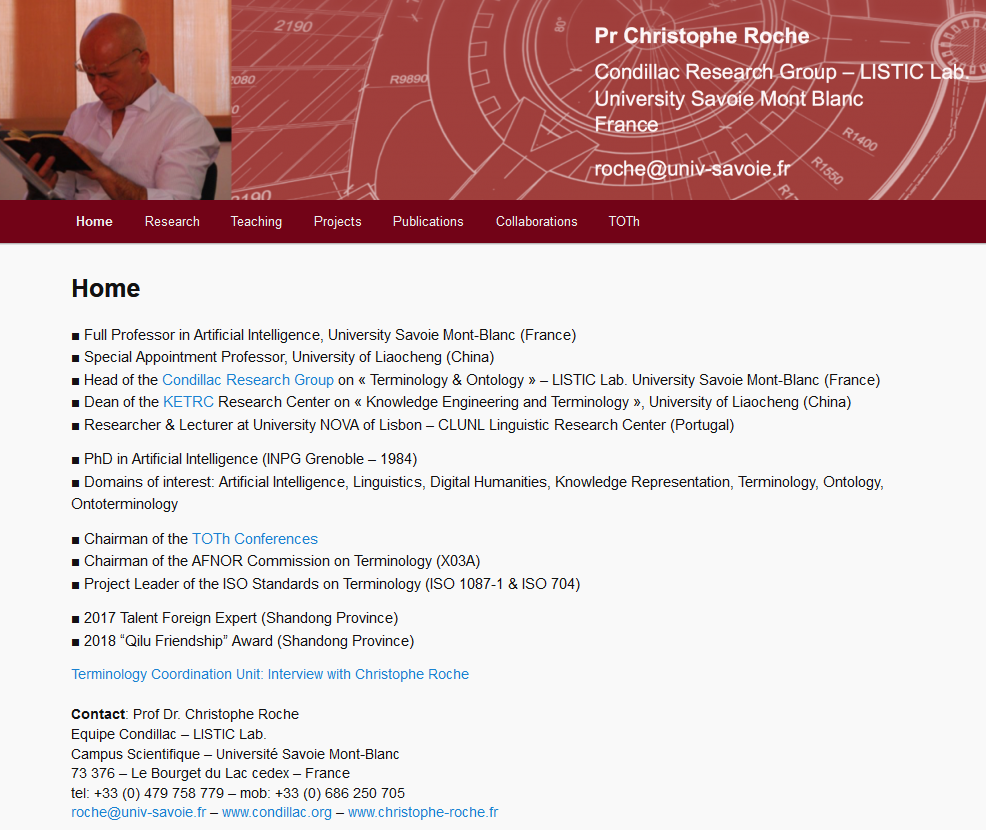 2190
2080
R9890
80°
0190
R1400
R1550
Pr Christophe Roche
Condillac Research Group – LISTIC Lab.
University Savoie Mont Blanc
France
roche@univ-savoie.fr
Home Research Teaching Projects Publications Collaborations TOTh
Home
■ Full Professor in Artificial Intelligence, University Savoie Mont-Blanc (France)
■ Special Appointment Professor, University of Liaocheng (China)
■ Head of the Condillac Research Group on « Terminology & Ontology » – LISTIC Lab. University Savoie Mont-Blanc (France)
■ Dean of the KETRC Research Center on « Knowledge Engineering and Terminology », University of Liaocheng (China)
■ Researcher & Lecturer at University NOVA of Lisbon – CLUNL Linguistic Research Center (Portugal)
■ PhD in Artificial Intelligence (INPG Grenoble – 1984)
■ Domains of interest: Artificial Intelligence, Linguistics, Digital Humanities, Knowledge Representation, Terminology, Ontology,
Ontoterminology
■ Chairman of the TOTh Conferences
■ Chairman of the AFNOR Commission on Terminology (X03A)
■ Project Leader of the ISO Standards on Terminology (ISO 1087-1 & ISO 704)
■ 2017 Talent Foreign Expert (Shandong Province)
■ 2018 “Qilu Friendship” Award (Shandong Province)
Terminology Coordination Unit: Interview with Christophe Roche
Contact: Prof Dr. Christophe Roche
Equipe Condillac – LISTIC Lab.
Campus Scientifique – Université Savoie Mont-Blanc
73 376 – Le Bourget du Lac cedex – France
tel: +33 (0) 479 758 779 – mob: +33 (0) 686 250 705
roche@univ-savoie.fr – www.condillac.org – www.christophe-roche.fr